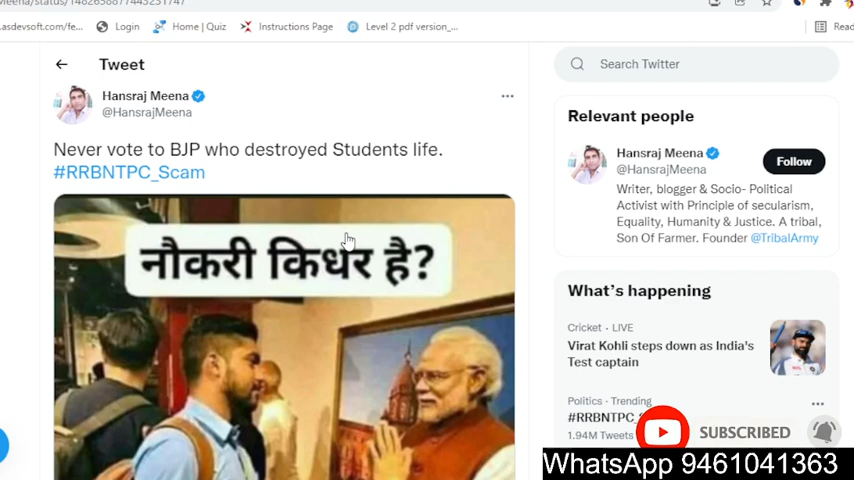 .asdevsoft.com/fe...
Login
Home | Quiz
Instructions Page
Level 2 pdf version_...
Tweet
Search Twitter
Hansraj Meena
@HansrajMeena
Never vote to BJP who destroyed Students life.
#RRBNTPC_Scam
नौकरी किधर है?
Relevant people
Hansraj Meena
@HansrajMeena
Follow
Writer, blogger & Socio- Political
Activist with Principle of secularism,
Equality, Humanity & Justice. A tribal,
Son Of Farmer. Founder @TribalArmy
What's happening
Cricket · LIVE
Virat Kohli steps down as India's
Test captain
Politics · Trending
#RRBNTPC_
1.94M Tweets
SUBSCRIBED
WhatsApp 9461041363